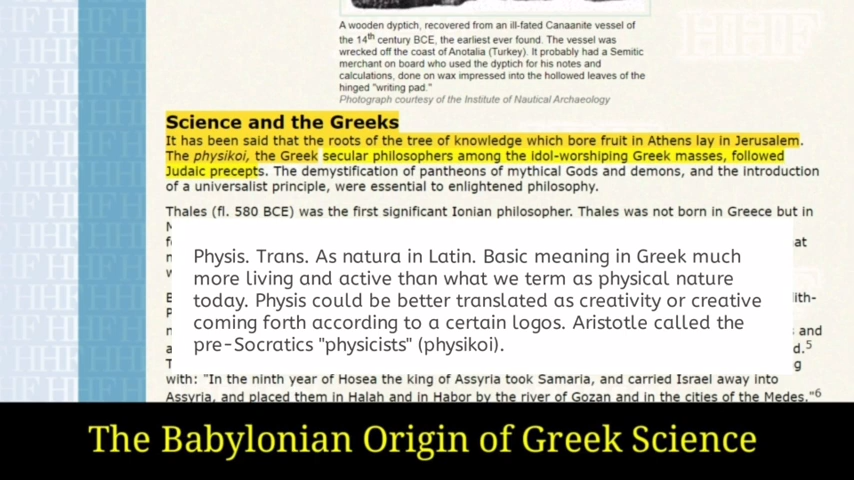 A wooden dyptich, recovered from an ill-fated Canaanite vessel of
the 14th century BCE, the earliest ever found. The vessel was
wrecked off the coast of Anotalia (Turkey). It probably had a Semitic
merchant on board who used the dyptich for his notes and
calculations, done on wax impressed into the hollowed leaves of the
hinged "writing pad."
Photograph courtesy of the Institute of Nautical Archaeology
HHF
Science and the Greeks
It has been said that the roots of the tree of knowledge which bore fruit in Athens lay in Jerusalem.
The physikoi, the Greek secular philosophers among the idol-worshiping Greek masses, followed
Judaic precepts. The demystification of pantheons of mythical Gods and demons, and the introduction
of a universalist principle, were essential to enlightened philosophy.
Thales (fl. 580 BCE) was the first significant Ionian philosopher. Thales was not born in Greece but in
at
Physis. Trans. As natura in Latin. Basic meaning in Greek much
more living and active than what we term as physical nature
today. Physis could be better translated as creativity or creative
coming forth according to a certain logos. Aristotle called the
pre-Socratics "physicists" (physikoi).
and
d.5
with: "In the ninth year of Hosea the king of Assyria took Samaria, and carried Israel away into
Assyria, and placed them in Halah and in Habor by the river of Gozan and in the cities of the Medes."6
The Babylonian Origin of Greek Science